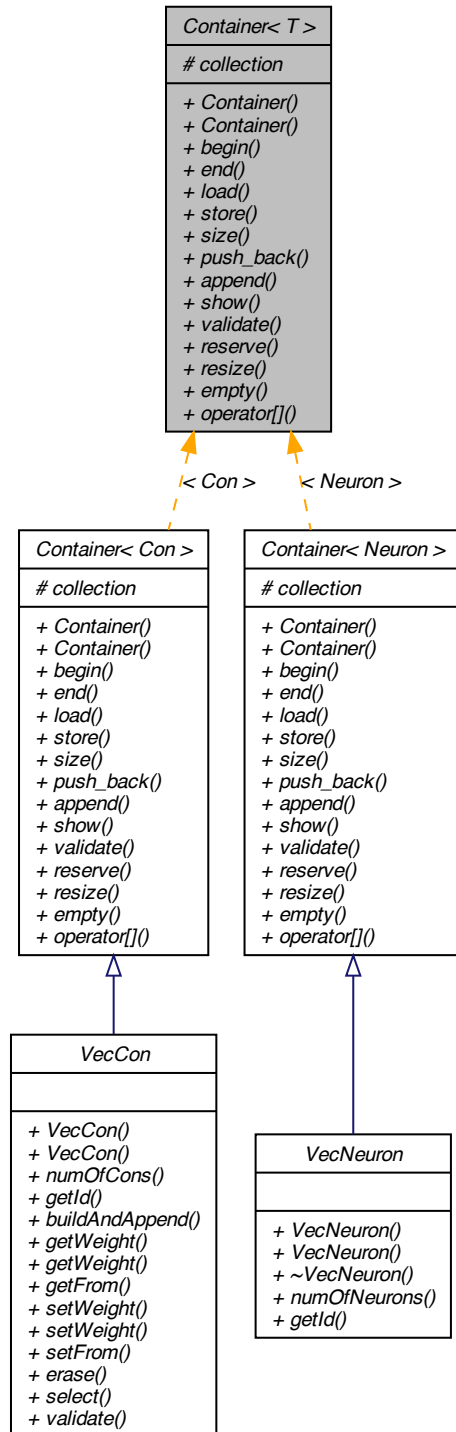 Container< T >
# collection
+ Container()
+ Container()
+ begin()
+ end()
+ load()
+ store()
+ size()
+ push_back()
+ append()
+ show()
+ validate()
+ reserve()
+ resize()
+ empty()
+ operator[]()
< Con >
< Neuron >
Container< Con >
# collection
+ Container()
+ Container()
+ begin()
+ end()
+ load()
+ store()
+ size()
+ push_back()
+ append()
+ show()
+ validate()
+ reserve()
+ resize()
+ empty()
+ operator[]()
Container< Neuron >
# collection
+ Container()
+ Container()
+ begin()
+ end()
+ load()
+ store()
+ size()
+ push_back()
+ append()
+ show()
+ validate()
+ reserve()
+ resize()
+ empty()
+ operator[]()
VecCon
+ VecCon()
+ VecCon()
+ numOfCons()
+ getId()
+ buildAndAppend()
+ getWeight()
+ getWeight()
+ getFrom()
+ setWeight()
+ setWeight()
+ setFrom()
+ erase()
+ select()
+ validate()
VecNeuron
+ VecNeuron()
+ VecNeuron()
+ ~VecNeuron()
+ numOfNeurons()
+ getId()